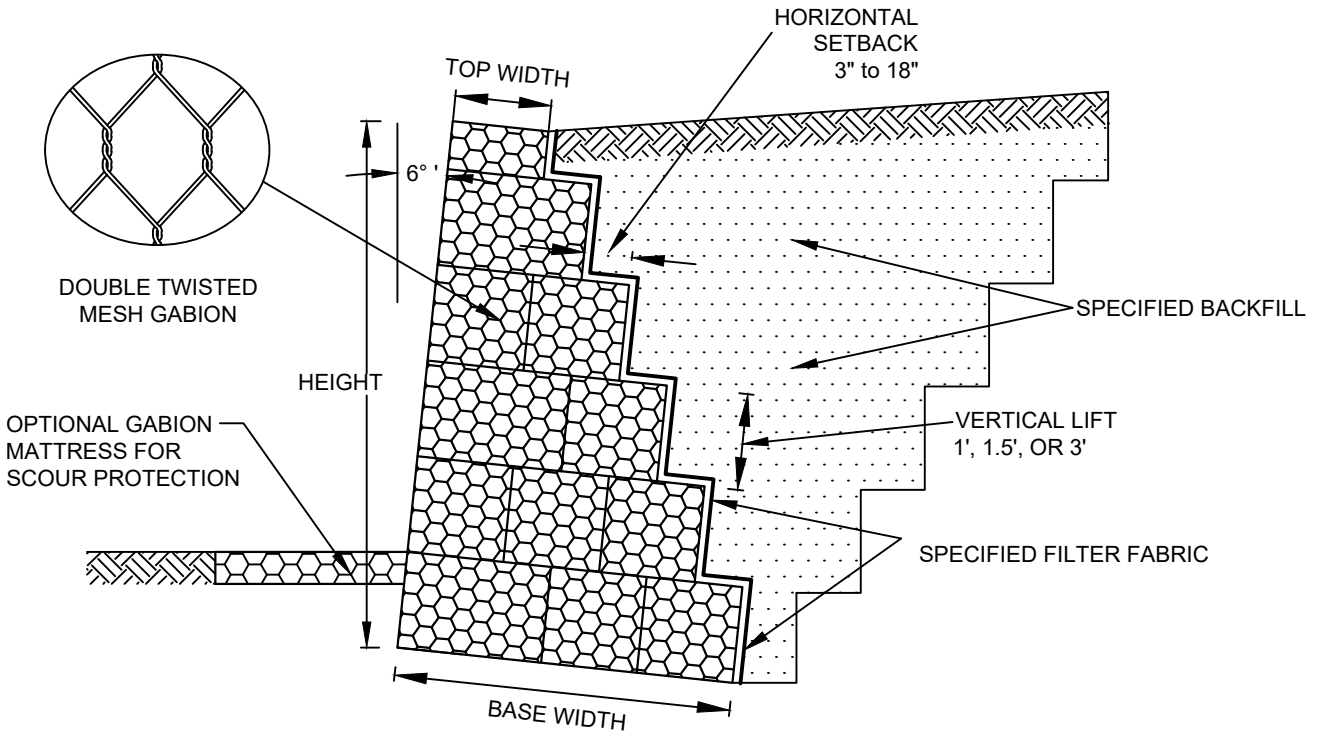 HORIZONTAL
SETBACK
3" to 18"
TOP WIDTH
6° '
DOUBLE TWISTED
MESH GABION
SPECIFIED BACKFILL
HEIGHT
OPTIONAL GABION
MATTRESS FOR
SCOUR PROTECTION
VERTICAL LIFT
1', 1.5', OR 3'
SPECIFIED FILTER FABRIC
BASE WIDTH